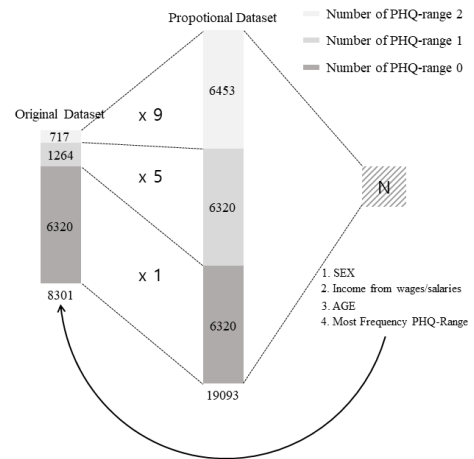 Propotional Dataset
Number of PHQ-range 2
Number of PHQ-range 1
Number of PHQ-range 0
Original Dataset
717
1264
6320
8301
x 9
x 5
x 1
6453
6320
6320
19093
N
1. SEX
2. Income from wages/salaries
3. AGE
4. Most Frequency PHQ-Range